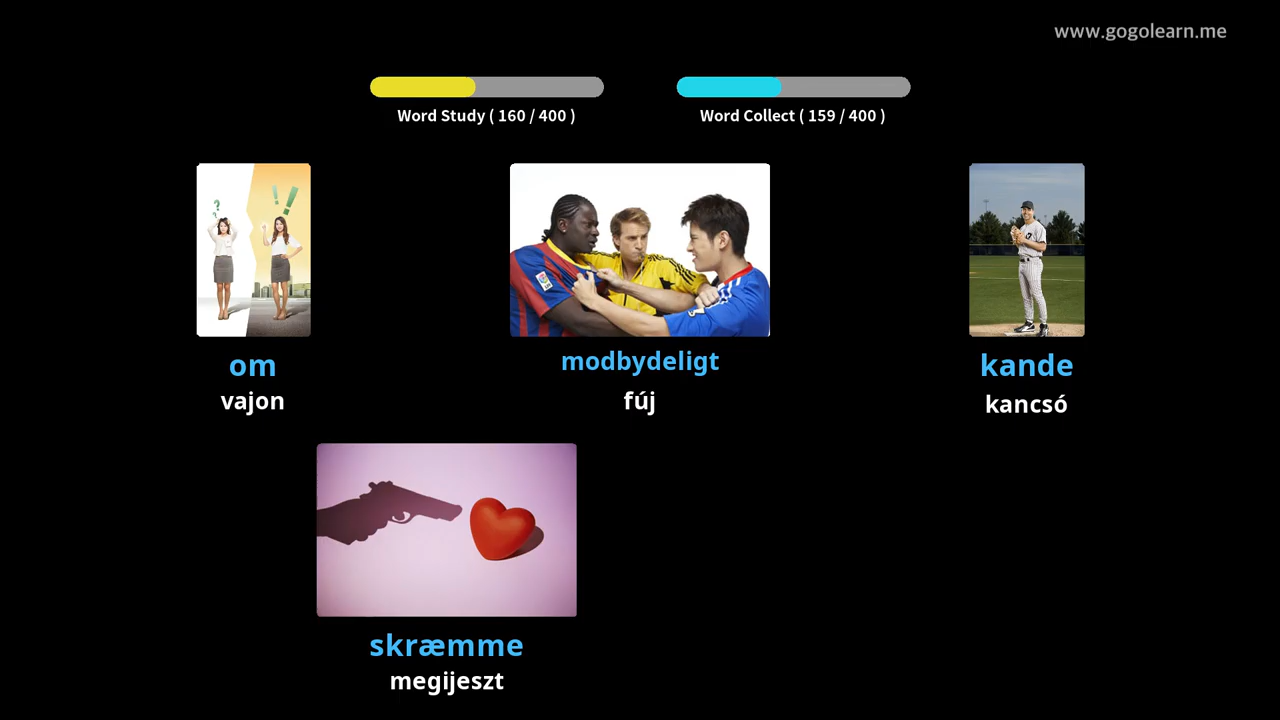 www.gogolearn.me
Word Study ( 160 / 400 )
Word Collect ( 159 / 400 )
om
vajon
modbydeligt
fúj
kande
kancsó
skræmme
megijeszt